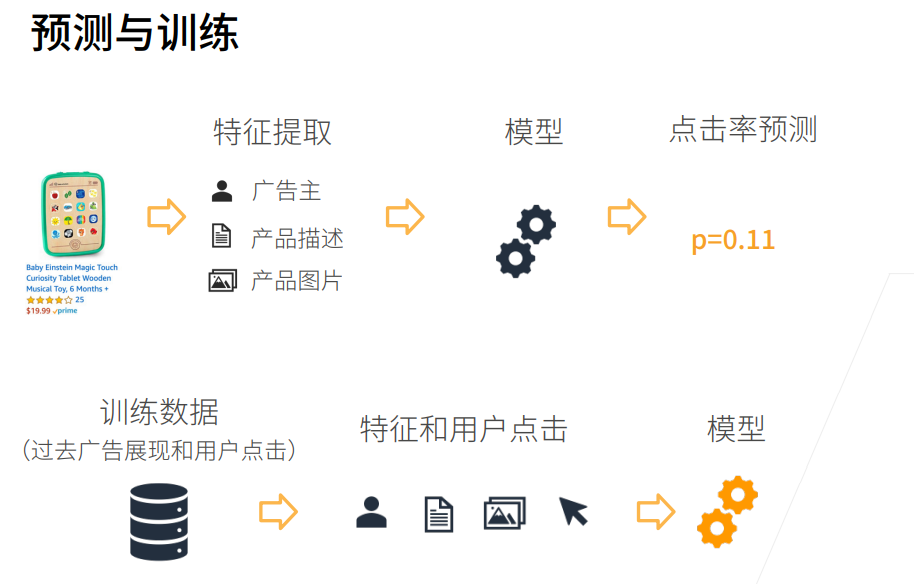 预测与训练
特征提取
模型
点击率预测
广告主
产品描述
产品图片
p=0.11
Baby Einstein Magic Touch
Curiosity Tablet Wooden
Musical Toy, 6 Months +
25
$19.99 prime
训练数据
（过去广告展现和用户点击）
特征和用户点击
模型